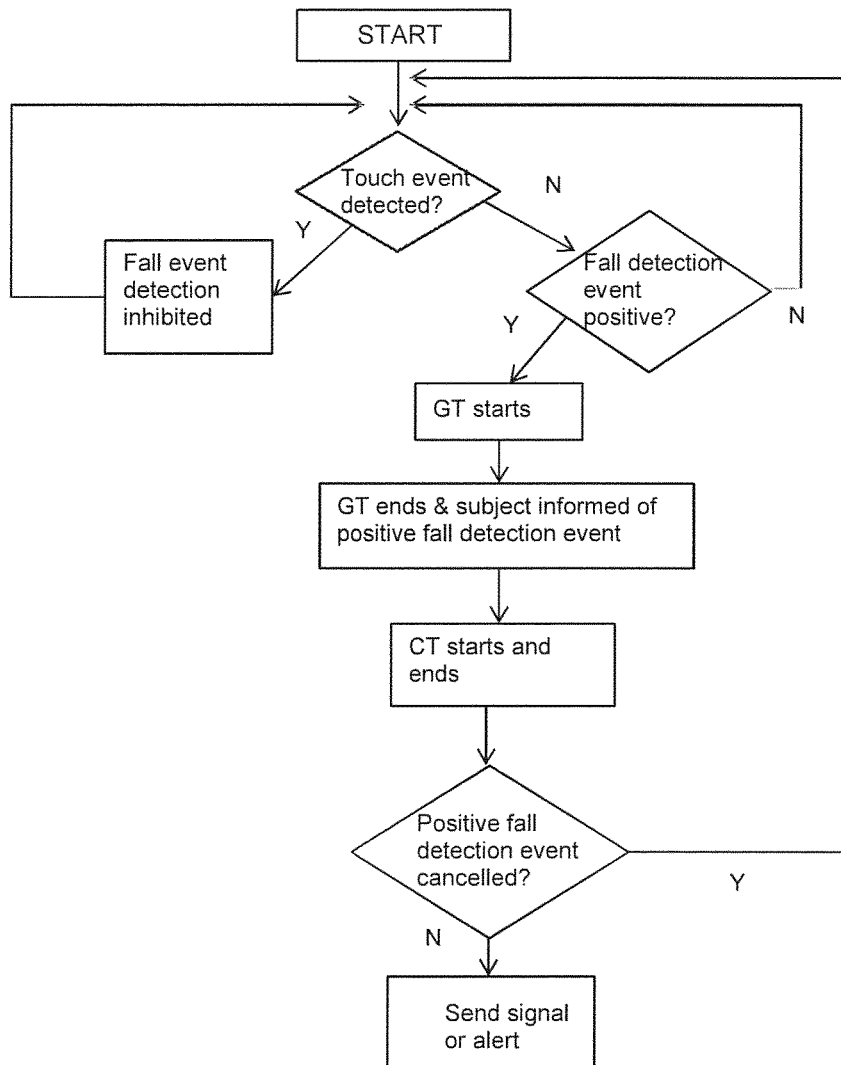 START
Touch event
detected?
N
Y
Fall event
detection
inhibited
Fall detection
event
positive?
N
Y
GT starts
GT ends & subject informed of
positive fall detection event
CT starts and
ends
Positive fall
detection event
cancelled?
Y
N
Send signal
or alert